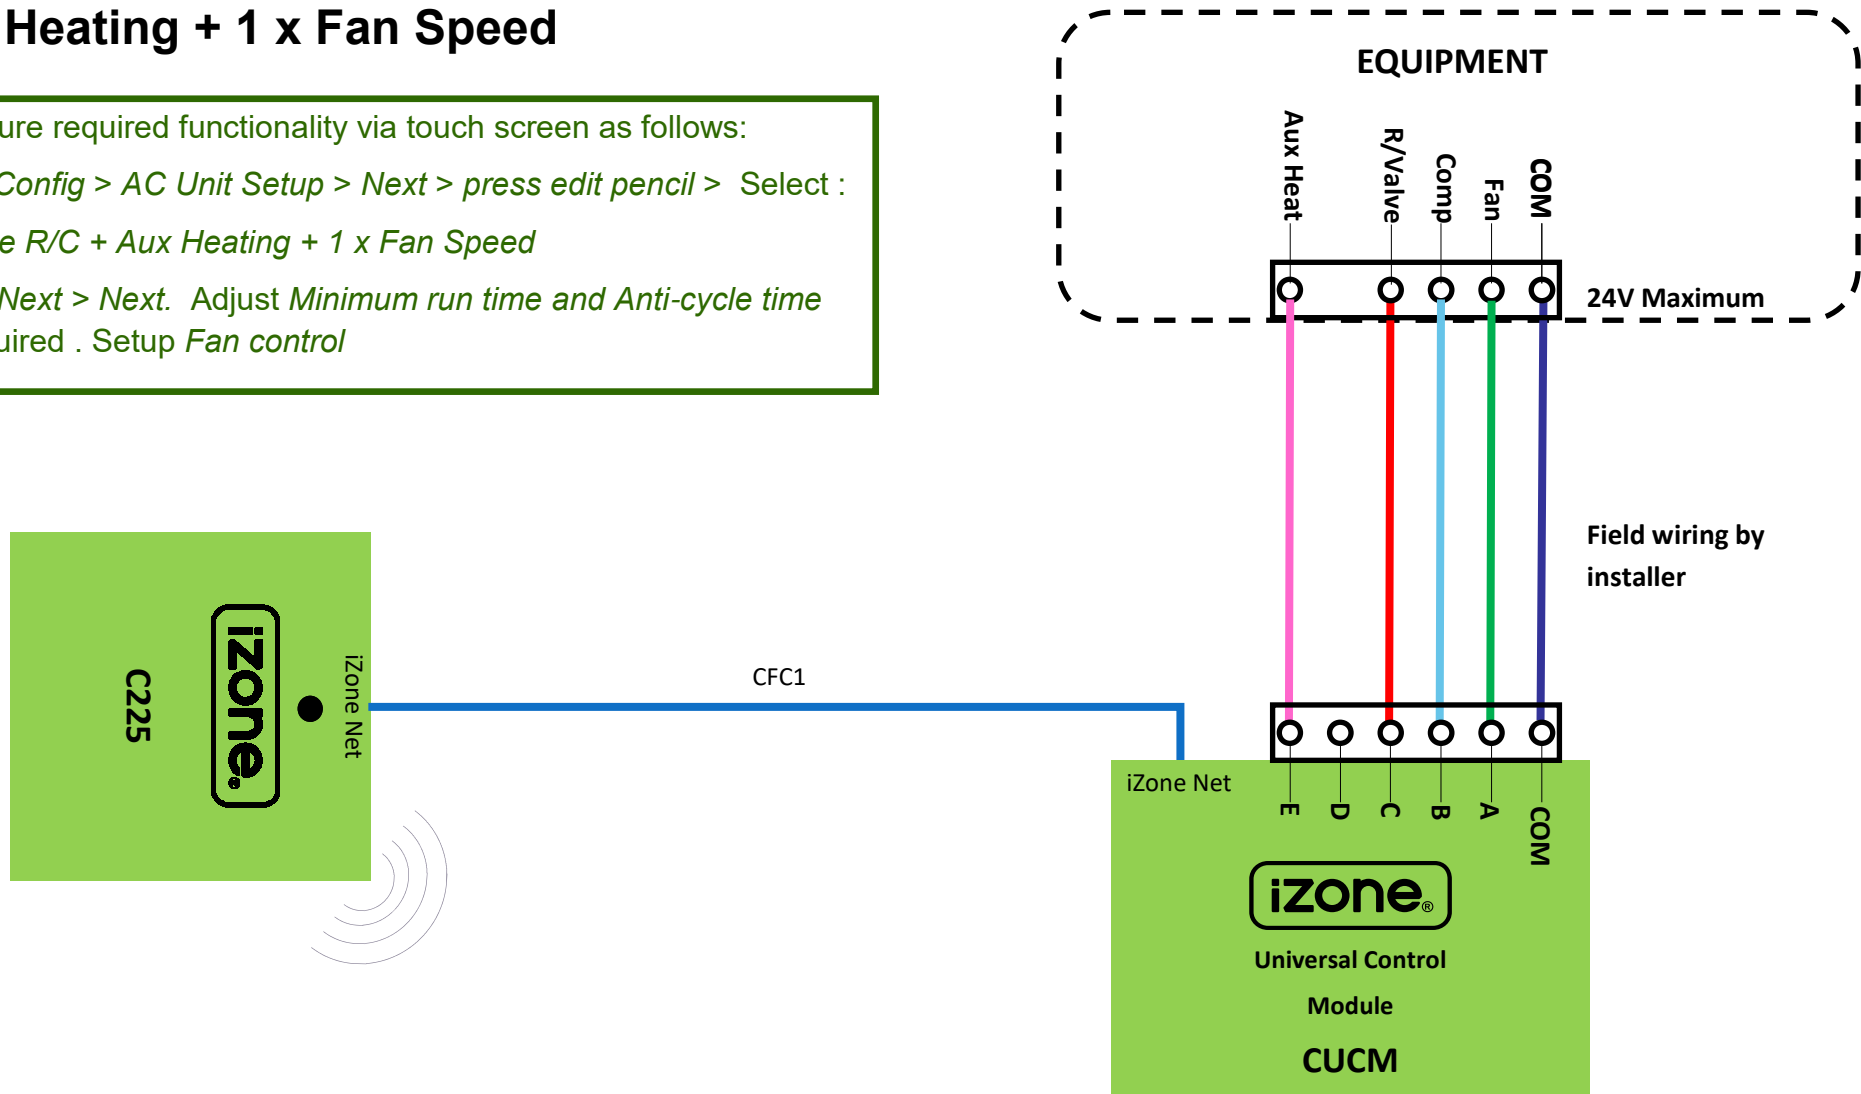 Heating + 1 x Fan Speed
ure required functionality via touch screen as follows:
Config > AC Unit Setup > Next > press edit pencil > Select :
e R/C + Aux Heating + 1 x Fan Speed
Next > Next. Adjust Minimum run time and Anti-cycle time
uired . Setup Fan control
EQUIPMENT
Aux Heat
R/Valve
Comp
Fan
COM
24V Maximum
Field wiring by
installer
C225
izone®
iZone Net
CFC1
iZone Net
E
D
C
B
A
COM
izone®
Universal Control
Module
CUCM